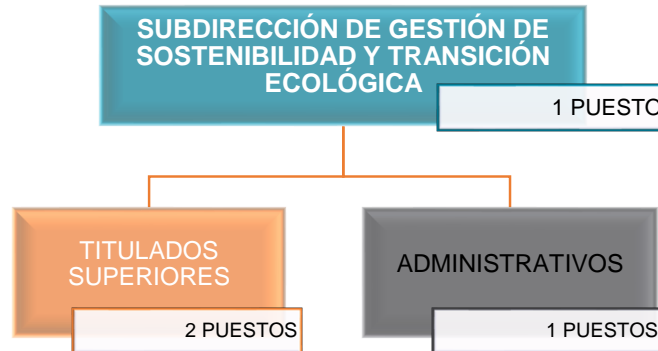 SUBDIRECCIÓN DE GESTIÓN DE
SOSTENIBILIDAD Y TRANSICIÓN
ECOLÓGICA
1 PUESTO
TITULADOS
SUPERIORES
2 PUESTOS
ADMINISTRATIVOS
1 PUESTOS